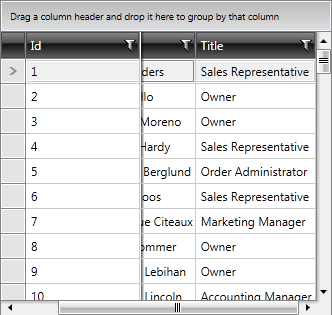 Drag a column header and drop it here to group by that column
Id Title
1 ders Sales Representative
2 llo Owner
3 Moreno Owner
4 Hardy Sales Representative
5 Berglund Order Administrator
6 oos Sales Representative
7 ue Citeaux Marketing Manager
8 ommer Owner
9 Lebihan Owner
10 Lincoln Accounting Manager